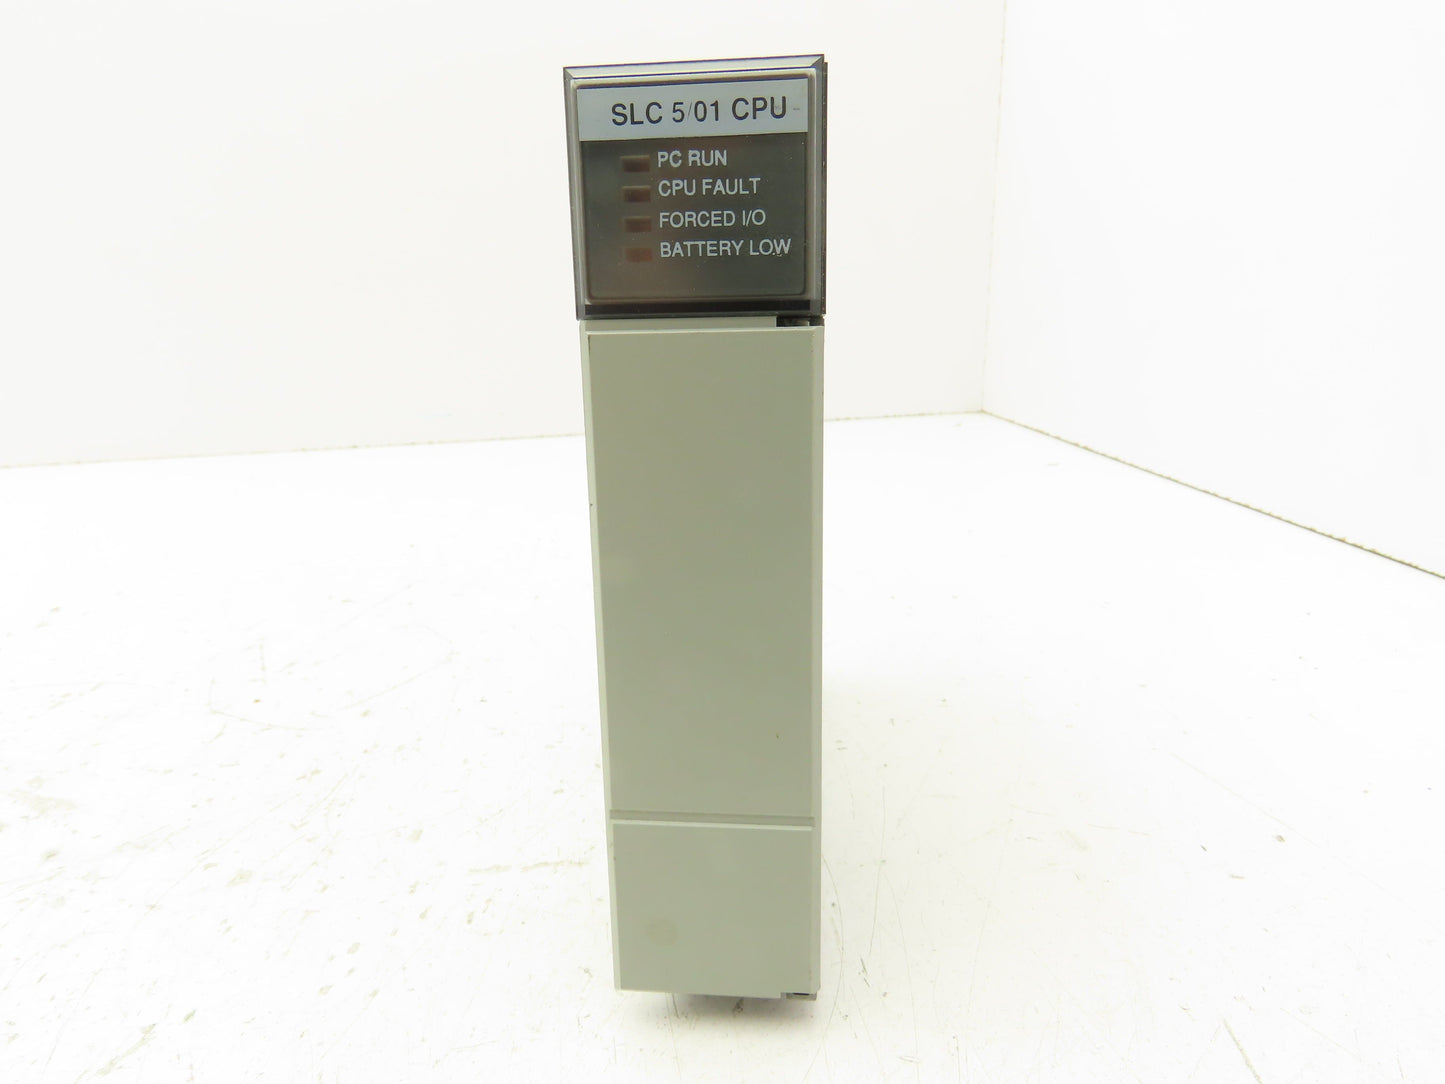 SLC 5/01 CPU
PC RUN
CPU FAULT
FORCED I/O
BATTERY LOW